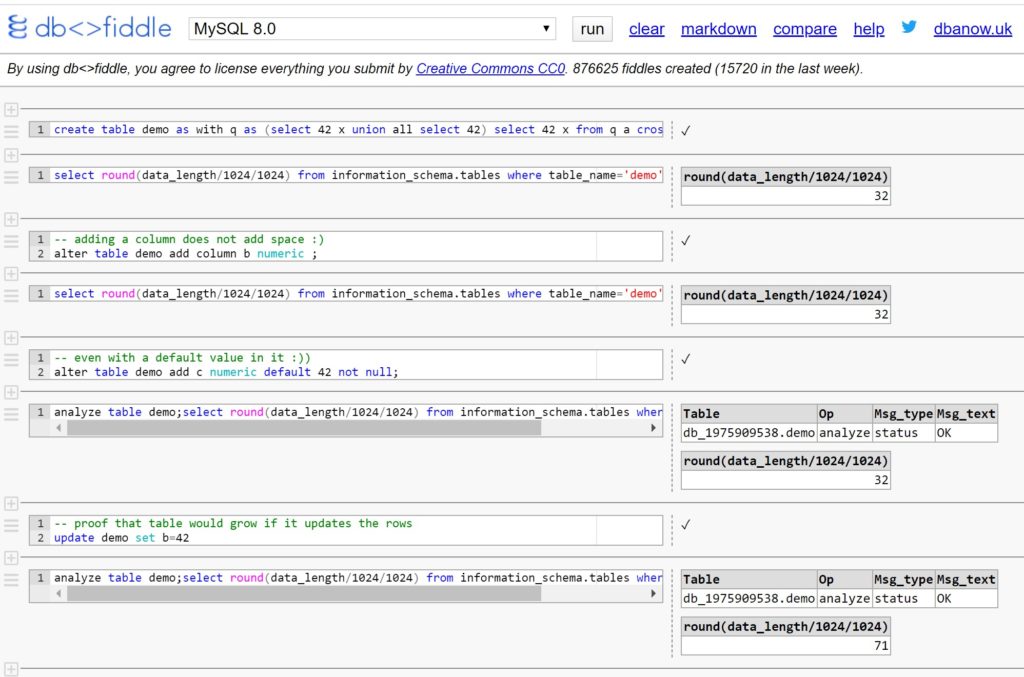 db<>fiddle MySQL 8.0 run clear markdown compare help dbanow.uk
By using db<>fiddle, you agree to license everything you submit by Creative Commons CC0. 876625 fiddles created (15720 in the last week).
1 create table demo as with q as (select 42 x union all select 42) select 42 x from q a cros ✓
1 select round(data_length/1024/1024) from information_schema.tables where table_name='demo'
round(data_length/1024/1024)
32
1 -- adding a column does not add space :)
2 alter table demo add column b numeric ;
✓
1 select round(data_length/1024/1024) from information_schema.tables where table_name='demo'
round(data_length/1024/1024)
32
1 -- even with a default value in it :))
2 alter table demo add c numeric default 42 not null;
✓
1 analyze table demo;select round(data_length/1024/1024) from information_schema.tables wher
Table Op Msg_type Msg_text
db_1975909538.demo analyze status OK
round(data_length/1024/1024)
32
1 -- proof that table would grow if it updates the rows
2 update demo set b=42
✓
1 analyze table demo;select round(data_length/1024/1024) from information_schema.tables wher
Table Op Msg_type Msg_text
db_1975909538.demo analyze status OK
round(data_length/1024/1024)
71